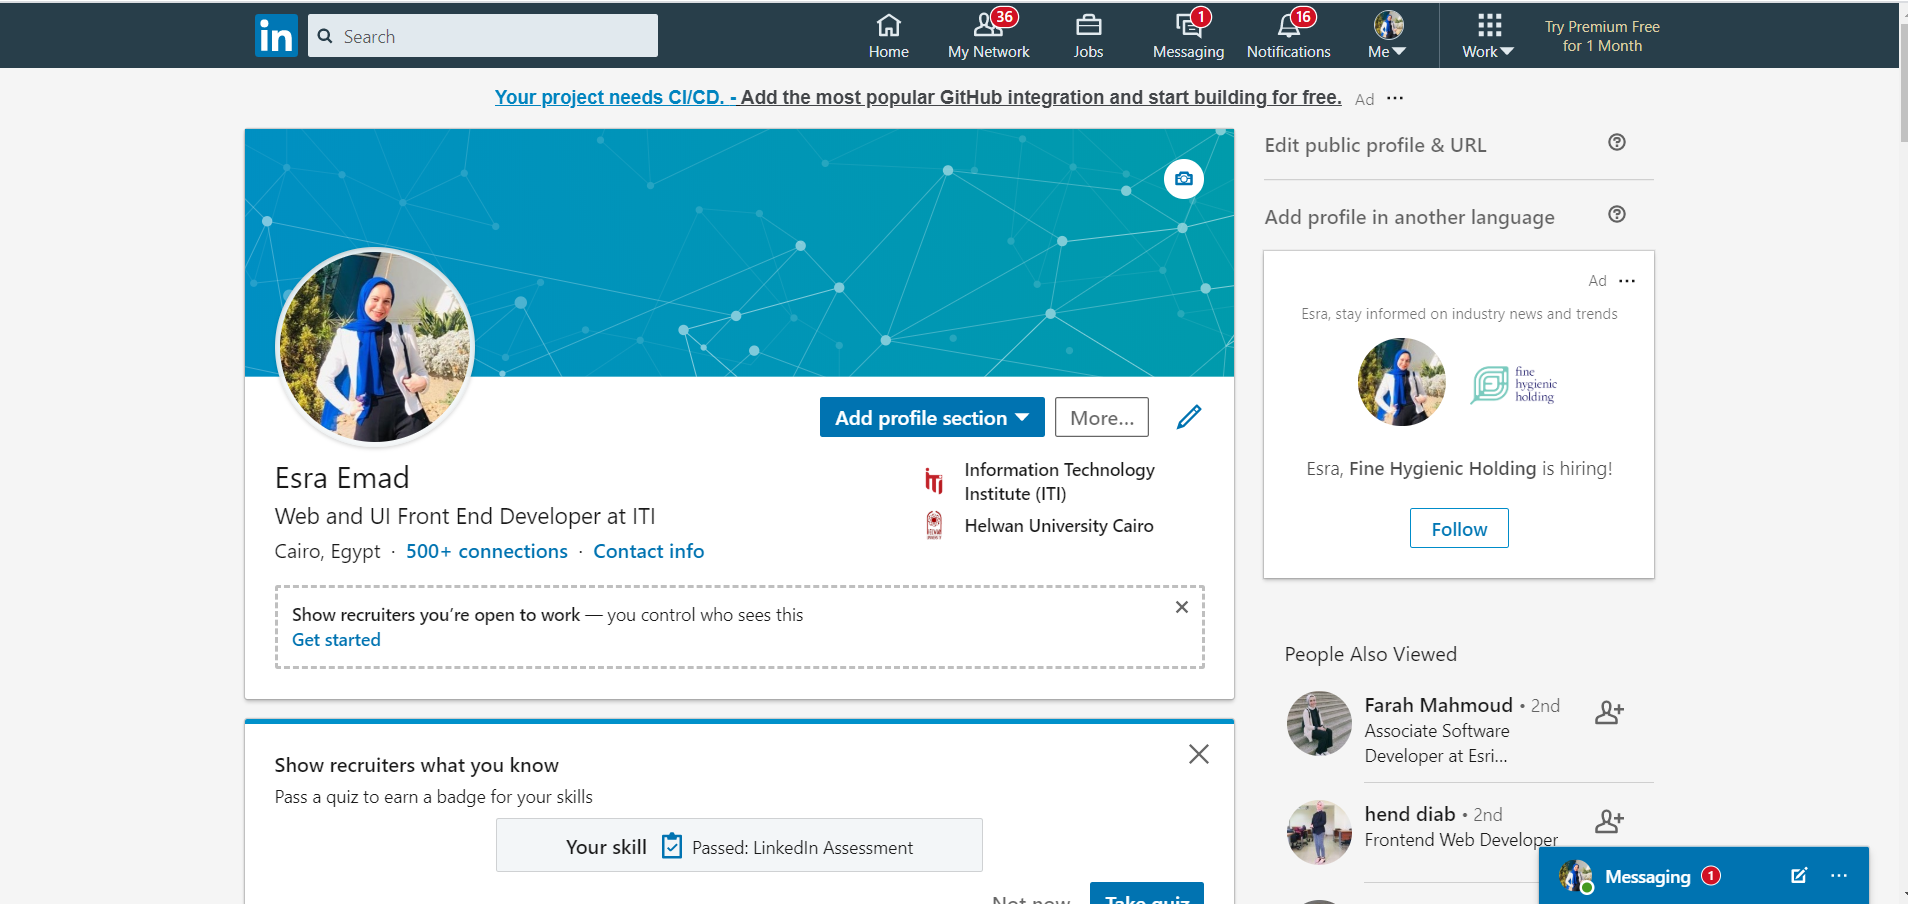 in
Search
36
1
16
Home
My Network
Jobs
Messaging
Notifications
Me
Work
Try Premium Free
for 1 Month
Your project needs CI/CD. - Add the most popular GitHub integration and start building for free. Ad ...
Edit public profile & URL
Add profile in another language
Ad ...
Esra, stay informed on industry news and trends
fine
hygienic
holding
Esra, Fine Hygienic Holding is hiring!
Follow
Add profile section
More...
Esra Emad
Web and UI Front End Developer at ITI
Cairo, Egypt · 500+ connections · Contact info
iTi
Information Technology
Institute (ITI)
Helwan University Cairo
Show recruiters you're open to work — you control who sees this
Get started
Show recruiters what you know
Pass a quiz to earn a badge for your skills
Your skill Passed: LinkedIn Assessment
Not now
Take quiz
People Also Viewed
Farah Mahmoud • 2nd
Associate Software
Developer at Esri...
hend diab • 2nd
Frontend Web Developer
Messaging 1